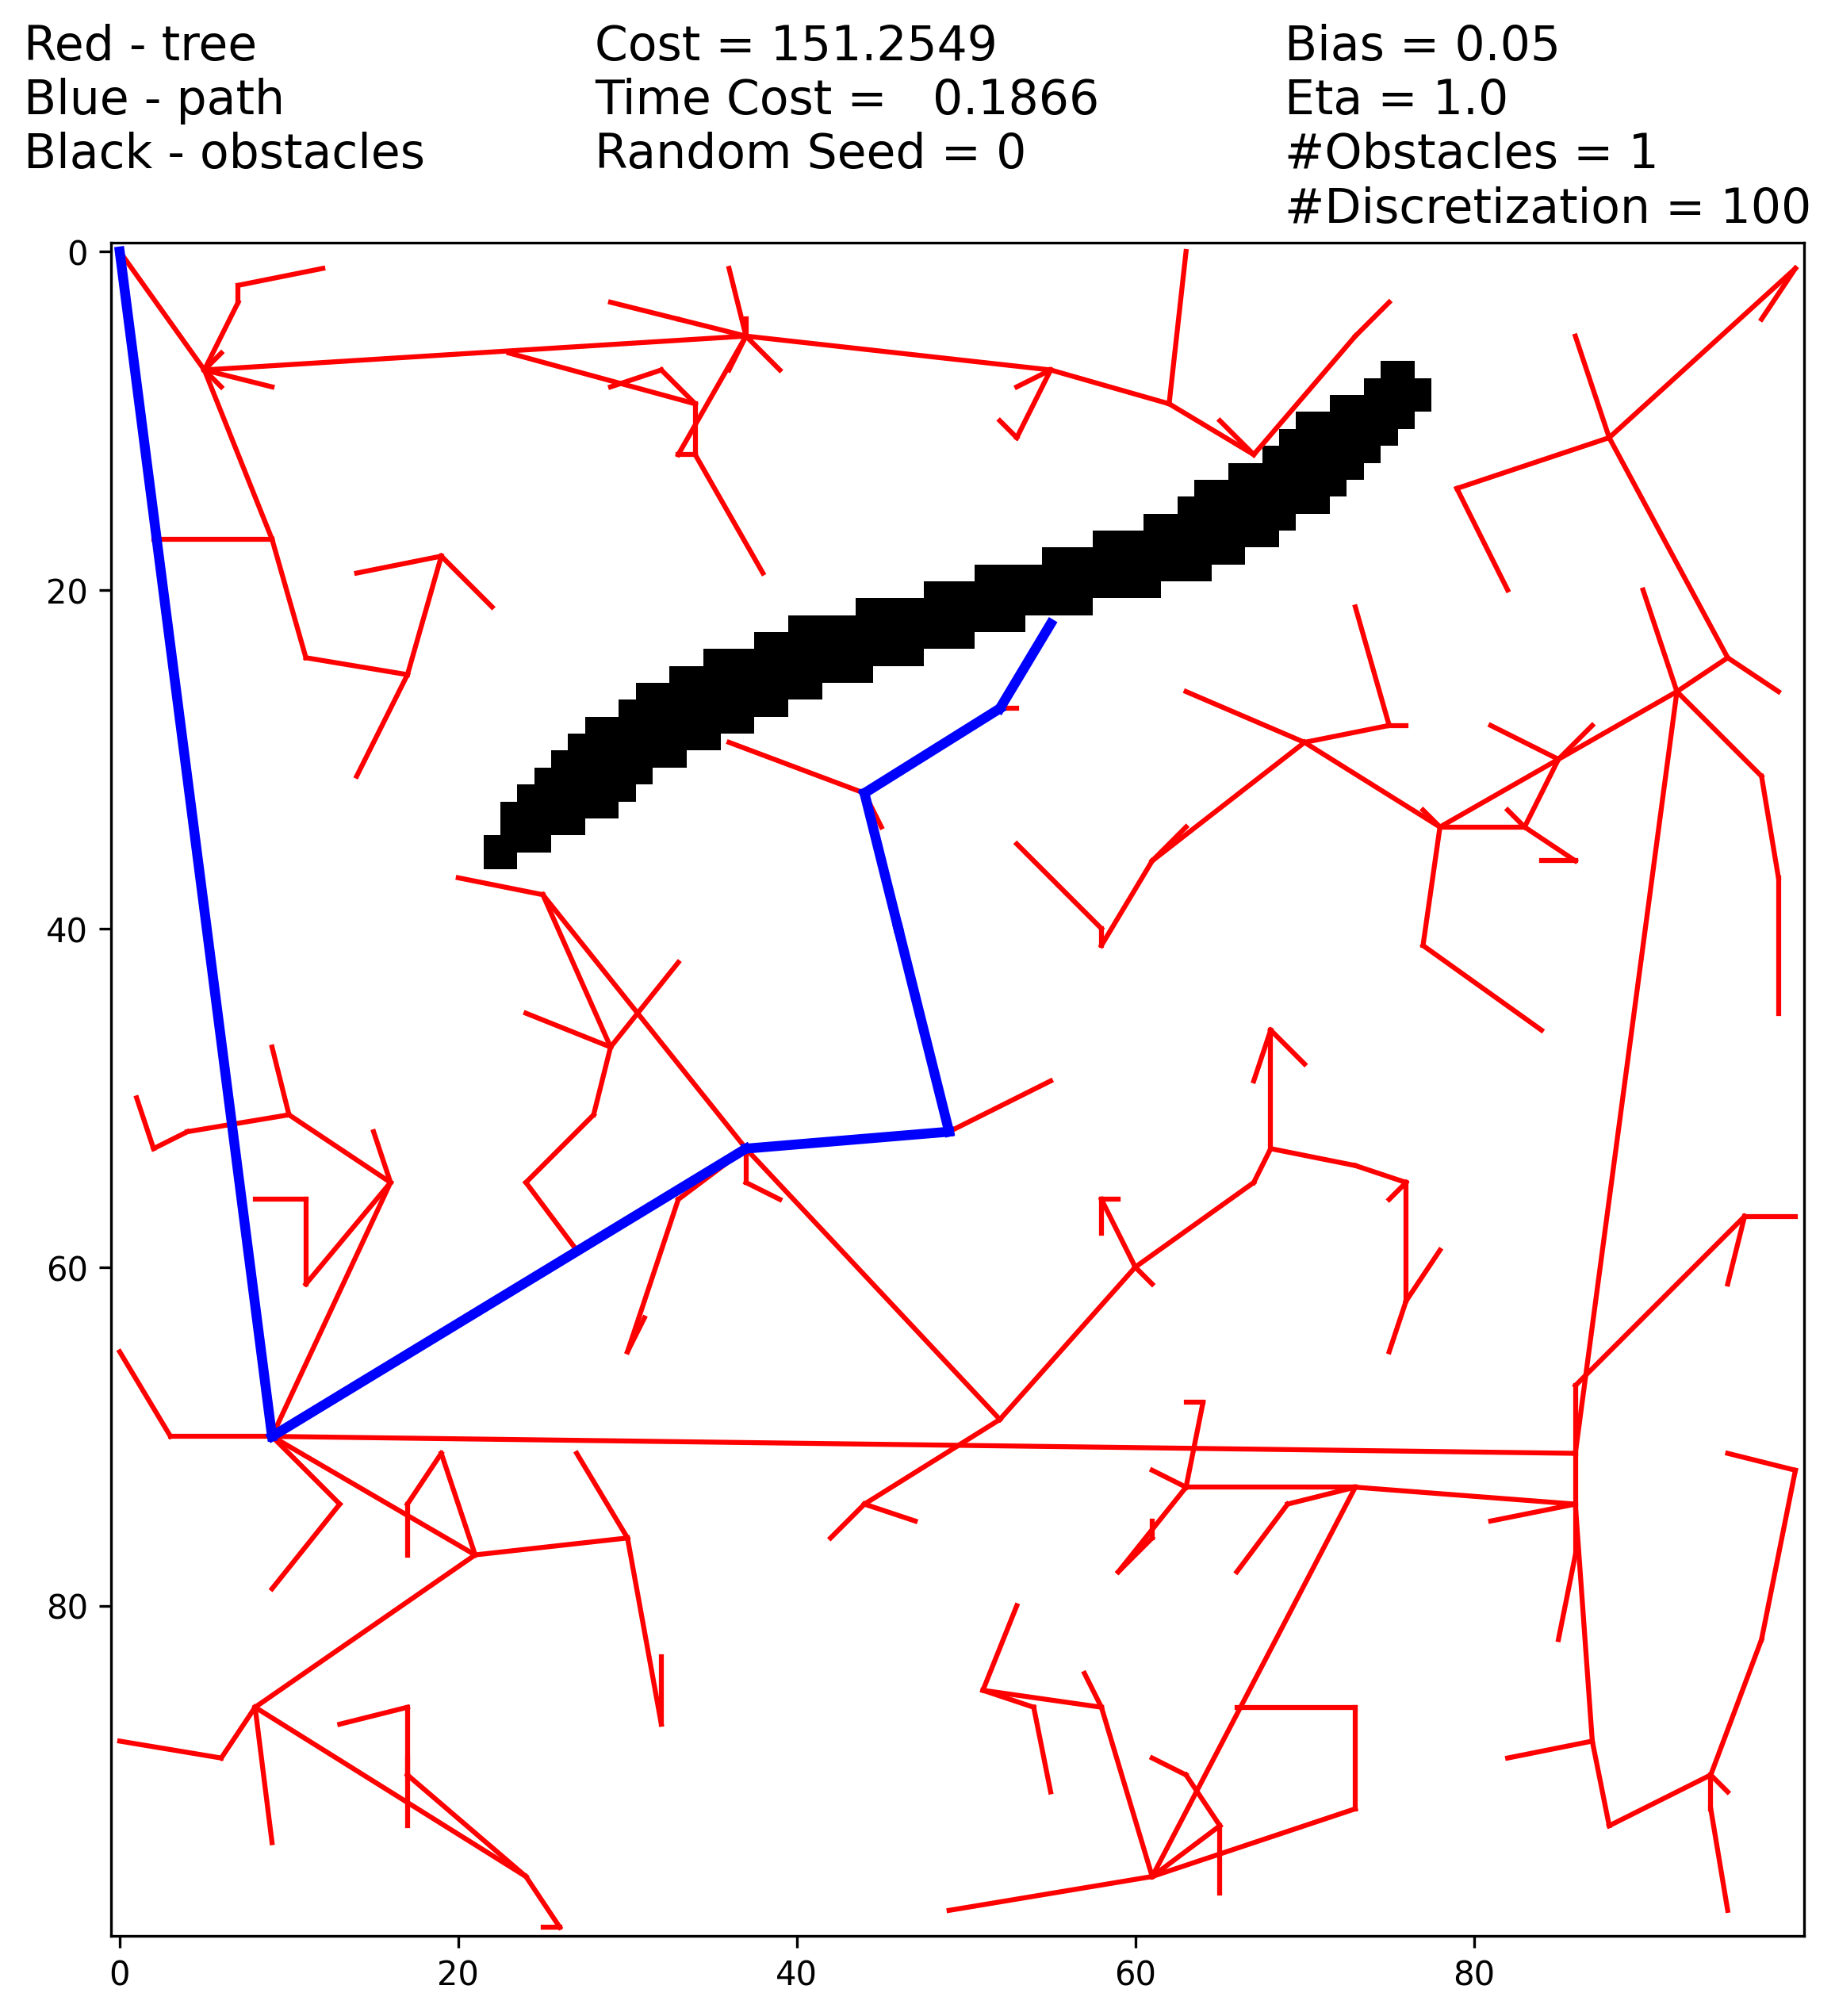 Red - tree
Blue - path
Black - obstacles
Cost = 151.2549
Time Cost =   0.1866
Random Seed = 0
Bias = 0.05
Eta = 1.0
#Obstacles = 1
#Discretization = 100
0
20
40
60
80
0
20
40
60
80